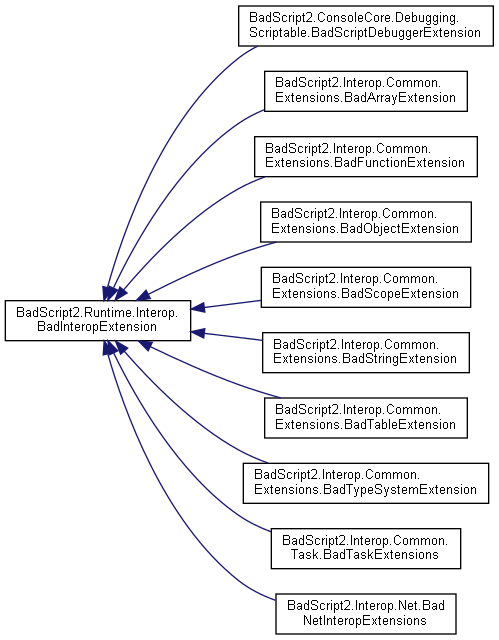 BadScript2.ConsoleCore.Debugging.
Scriptable.BadScriptDebuggerExtension
BadScript2.Interop.Common.
Extensions.BadArrayExtension
BadScript2.Interop.Common.
Extensions.BadFunctionExtension
BadScript2.Interop.Common.
Extensions.BadObjectExtension
BadScript2.Interop.Common.
Extensions.BadScopeExtension
BadScript2.Runtime.Interop.
BadInteropExtension
BadScript2.Interop.Common.
Extensions.BadStringExtension
BadScript2.Interop.Common.
Extensions.BadTableExtension
BadScript2.Interop.Common.
Extensions.BadTypeSystemExtension
BadScript2.Interop.Common.
Task.BadTaskExtensions
BadScript2.Interop.Net.Bad
NetInteropExtensions